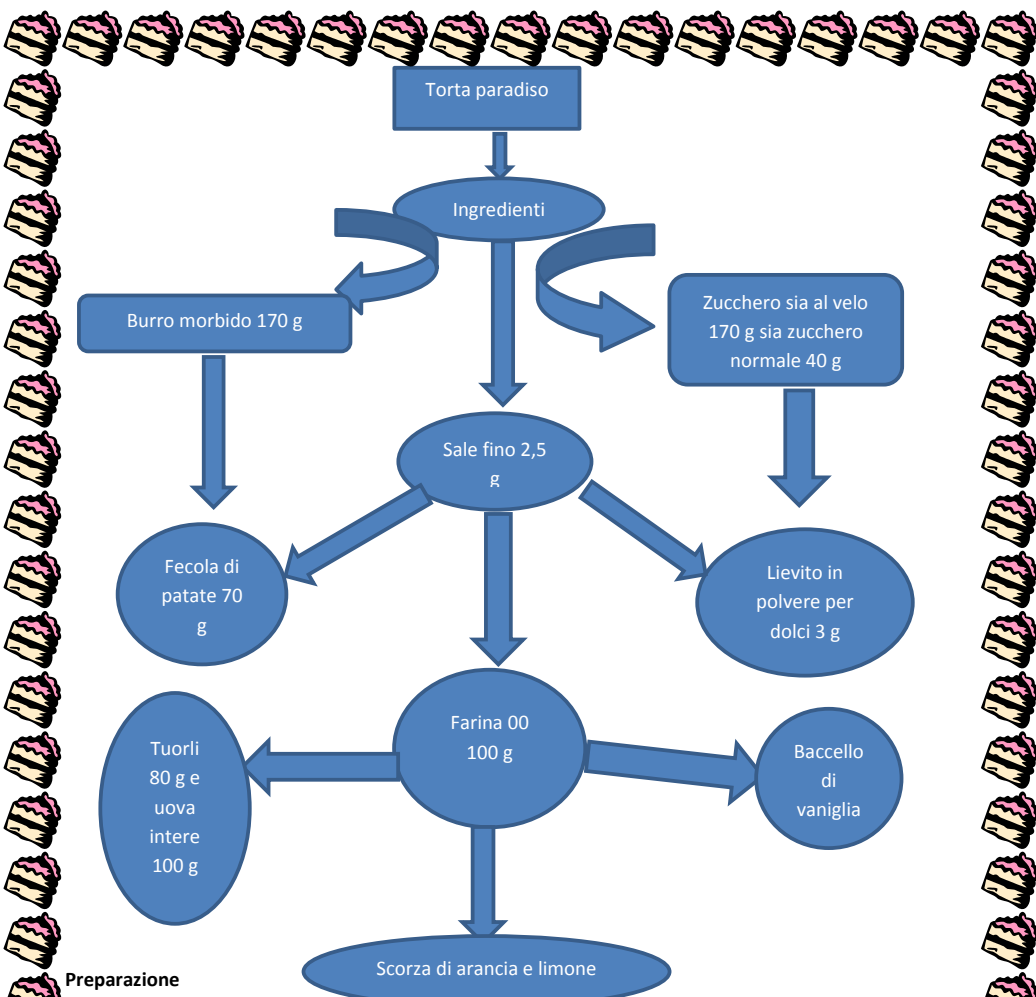 Torta paradiso
Ingredienti
Burro morbido 170 g
Zucchero sia al velo
170 g sia zucchero
normale 40 g
Sale fino 2,5
g
Fecola di
patate 70
g
Lievito in
polvere per
dolci 3 g
Farina 00
100 g
Tuorli
80 g e
uova
intere
100 g
Baccello
di
vaniglia
Scorza di arancia e limone
Preparazione